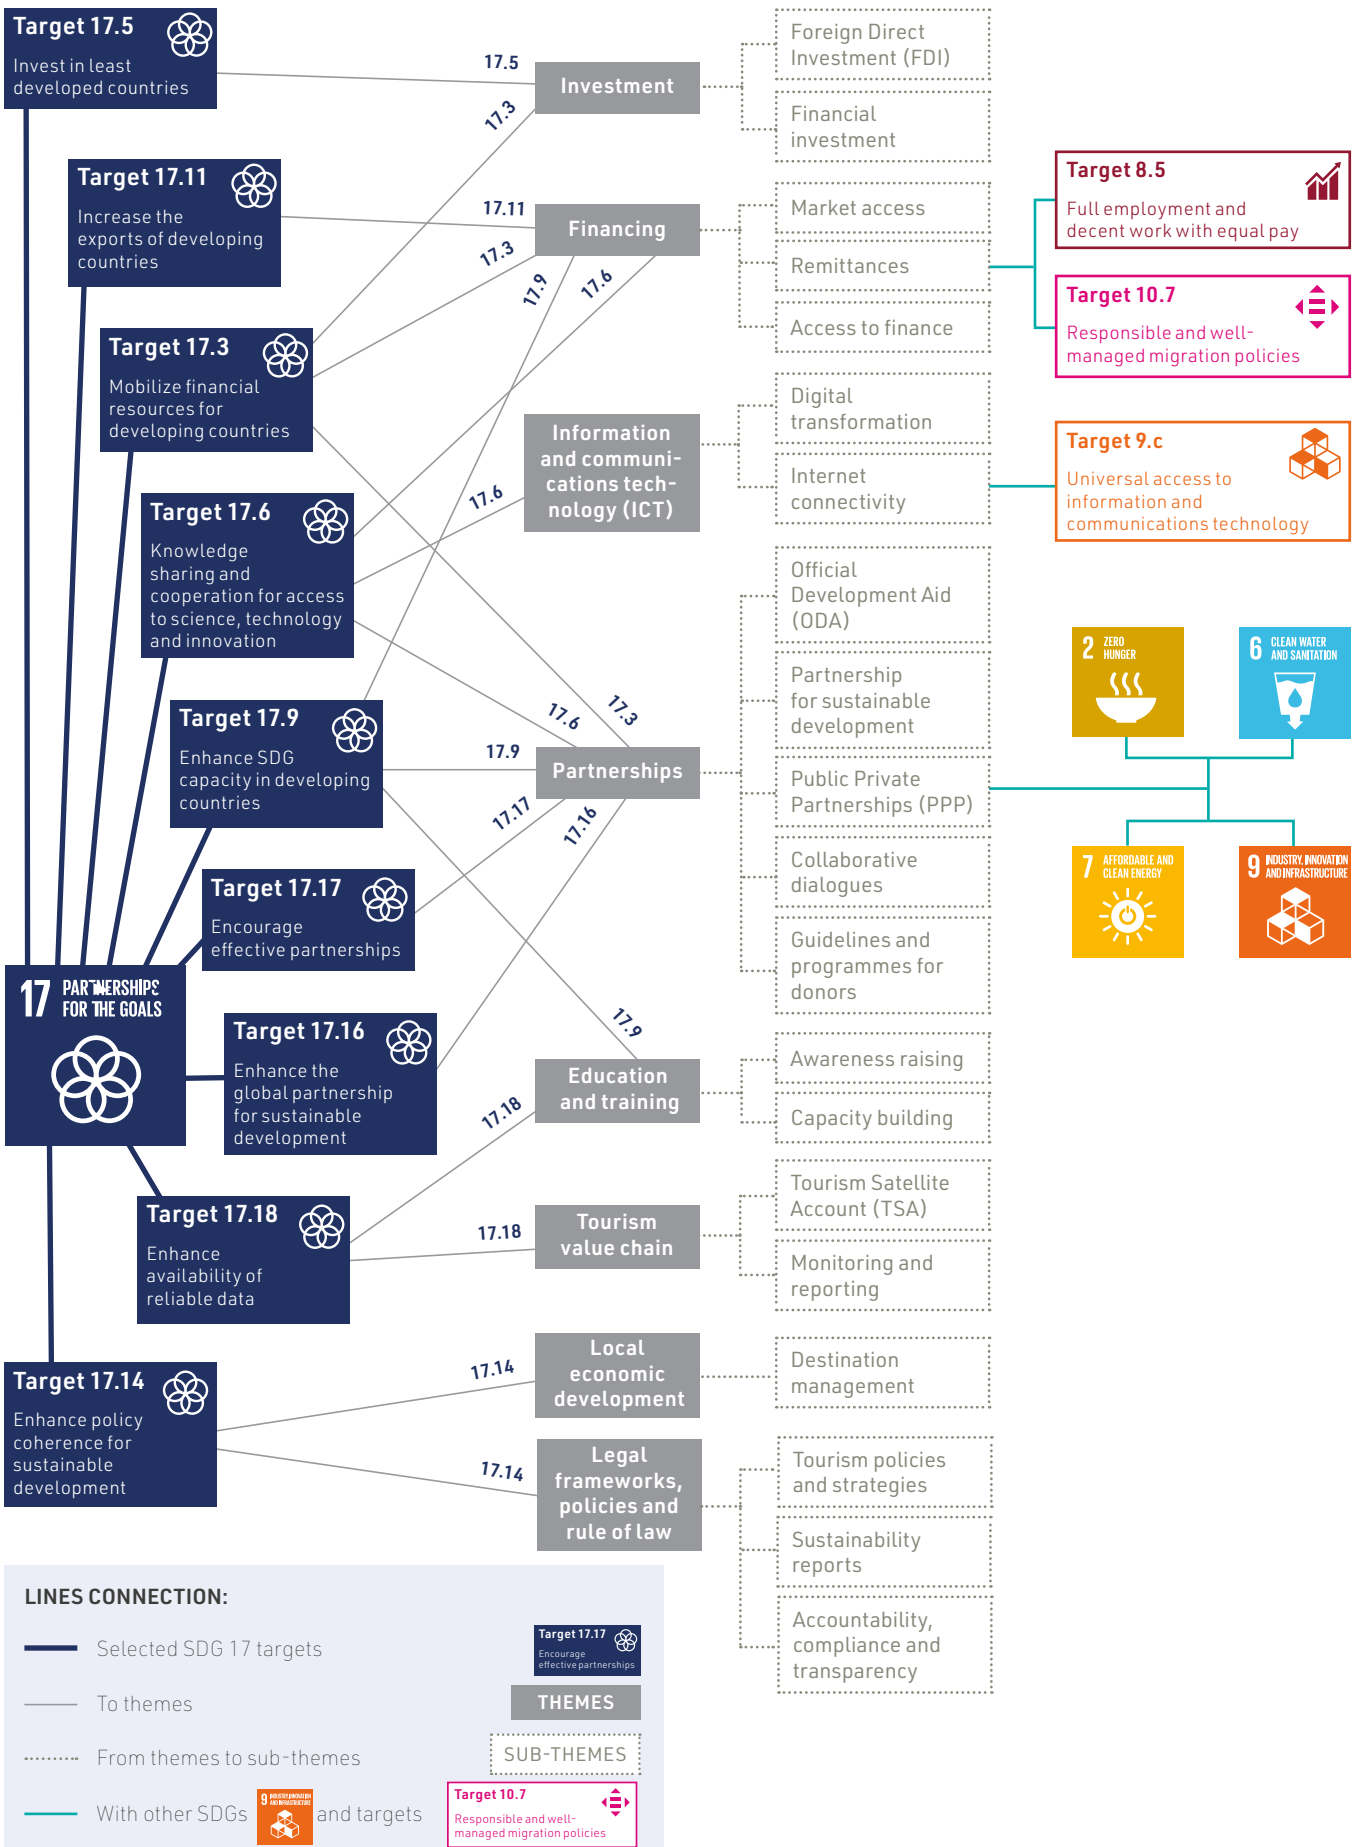 Target 17.5
Invest in least
developed countries
Target 17.11
Increase the
exports of developing
countries
Target 17.3
Mobilize financial
resources for
developing countries
Target 17.6
Knowledge
sharing and
cooperation for access
to science, technology
and innovation
Target 17.9
Enhance SDG
capacity in developing
countries
Target 17.17
Encourage
effective partnerships
17 PARTNERSHIPS
FOR THE GOALS
Target 17.16
Enhance the
global partnership
for sustainable
development
Target 17.18
Enhance
availability of
reliable data
Target 17.14
Enhance policy
coherence for
sustainable
development
17.5
17.3
17.11
17.3
17.9
17.6
17.6
17.6
17.3
17.9
17.17
17.16
17.9
17.18
17.18
17.14
17.14
Investment
Financing
Information
and communi-
cations tech-
nology (ICT)
Partnerships
Education
and training
Tourism
value chain
Local
economic
development
Legal
frameworks,
policies and
rule of law
Foreign Direct
Investment (FDI)
Financial
investment
Market access
Remittances
Access to finance
Digital
transformation
Internet
connectivity
Official
Development Aid
(ODA)
Partnership
for sustainable
development
Public Private
Partnerships (PPP)
Collaborative
dialogues
Guidelines and
programmes for
donors
Awareness raising
Capacity building
Tourism Satellite
Account (TSA)
Monitoring and
reporting
Destination
management
Tourism policies
and strategies
Sustainability
reports
Accountability,
compliance and
transparency
Target 8.5
Full employment and
decent work with equal pay
Target 10.7
Responsible and well-
managed migration policies
Target 9.c
Universal access to
information and
communications technology
2 ZERO
HUNGER
6 CLEAN WATER
AND SANITATION
7 AFFORDABLE AND
CLEAN ENERGY
9 INDUSTRY, INNOVATION
AND INFRASTRUCTURE
LINES CONNECTION:
Selected SDG 17 targets
Target 17.17
Encourage
effective partnerships
To themes
THEMES
From themes to sub-themes
SUB-THEMES
With other SDGs
9 INDUSTRY, INNOVATION
AND INFRASTRUCTURE
and targets
Target 10.7
Responsible and well-
managed migration policies